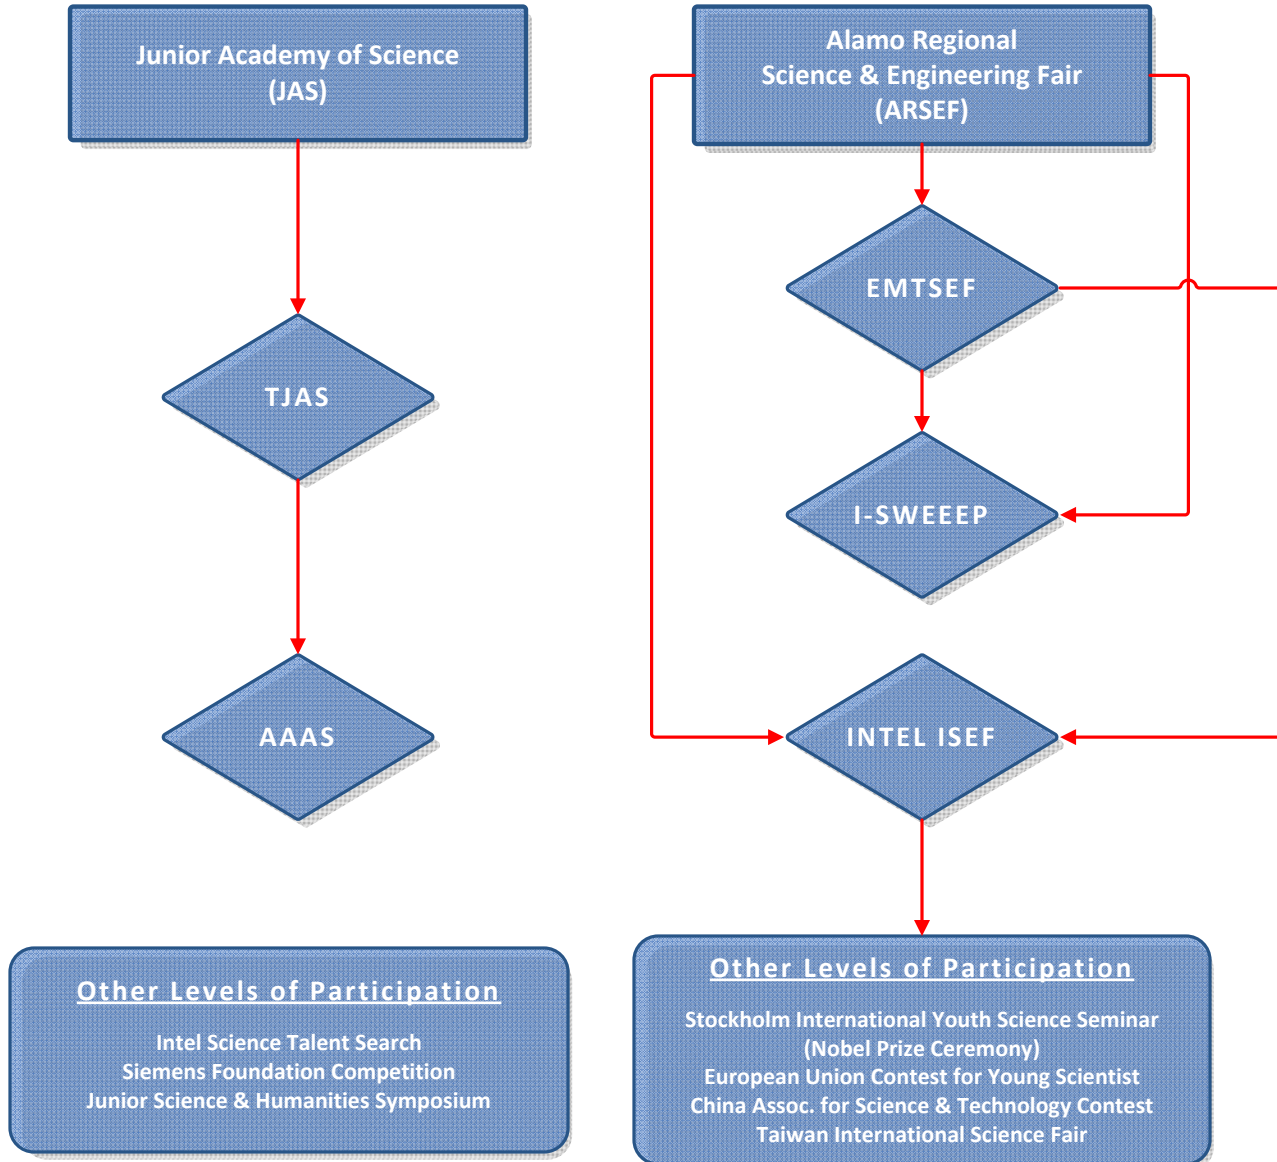 Junior Academy of Science
(JAS)
TJAS
AAAS
Other Levels of Participation
Intel Science Talent Search
Siemens Foundation Competition
Junior Science & Humanities Symposium
Alamo Regional
Science & Engineering Fair
(ARSEF)
EMTSEF
I-SWEEEP
INTEL ISEF
Other Levels of Participation
Stockholm International Youth Science Seminar
(Nobel Prize Ceremony)
European Union Contest for Young Scientist
China Assoc. for Science & Technology Contest
Taiwan International Science Fair